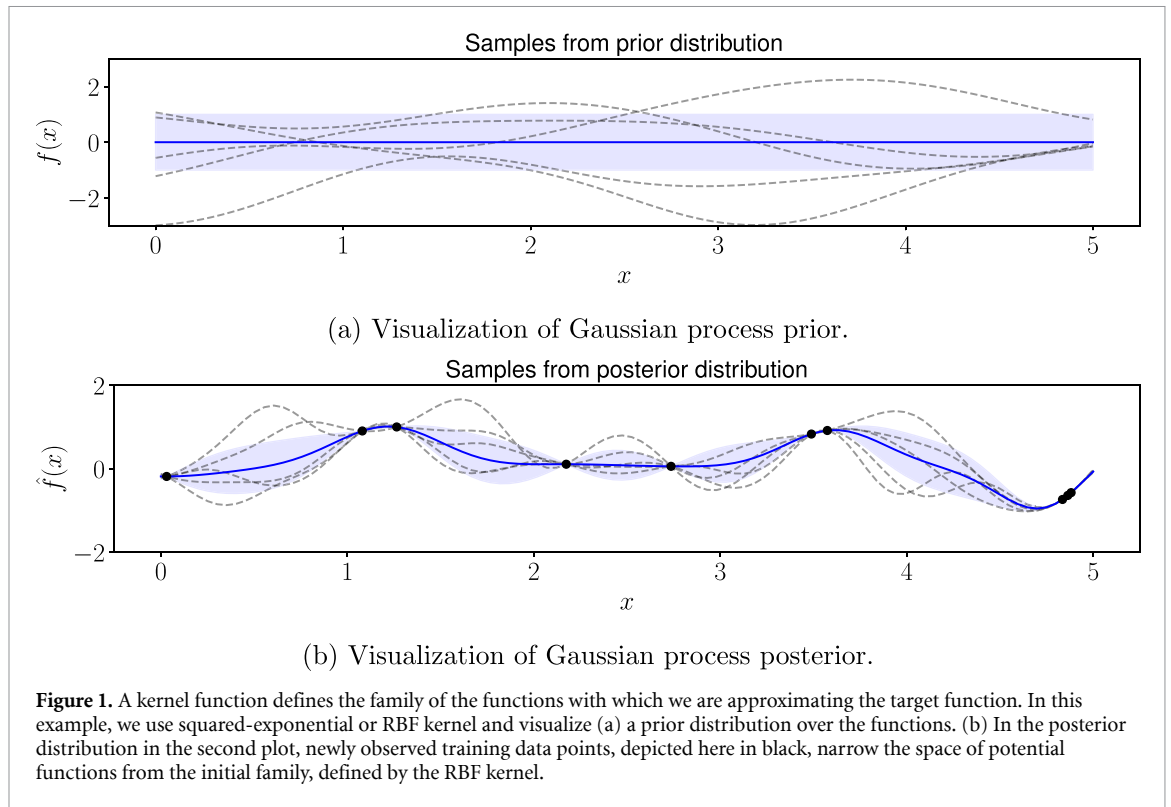 Samples from prior distribution
2
0
−2
f(x)
0 1 2 3 4 5
x
(a) Visualization of Gaussian process prior.
Samples from posterior distribution
2
0
−2
f̂(x)
0 1 2 3 4 5
x
(b) Visualization of Gaussian process posterior.
Figure 1. A kernel function defines the family of the functions with which we are approximating the target function. In this
example, we use squared-exponential or RBF kernel and visualize (a) a prior distribution over the functions. (b) In the posterior
distribution in the second plot, newly observed training data points, depicted here in black, narrow the space of potential
functions from the initial family, defined by the RBF kernel.